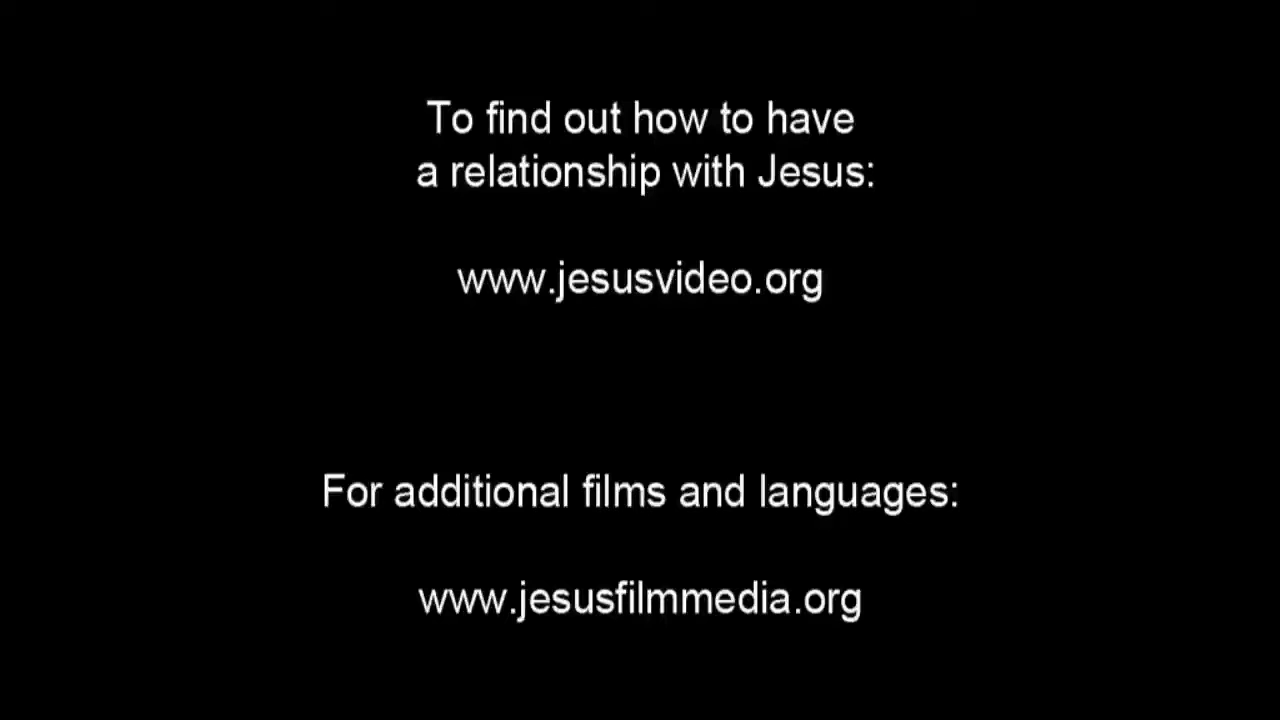 To find out how to have
a relationship with Jesus:
www.jesusvideo.org
For additional films and languages:
www.jesusfilmmedia.org